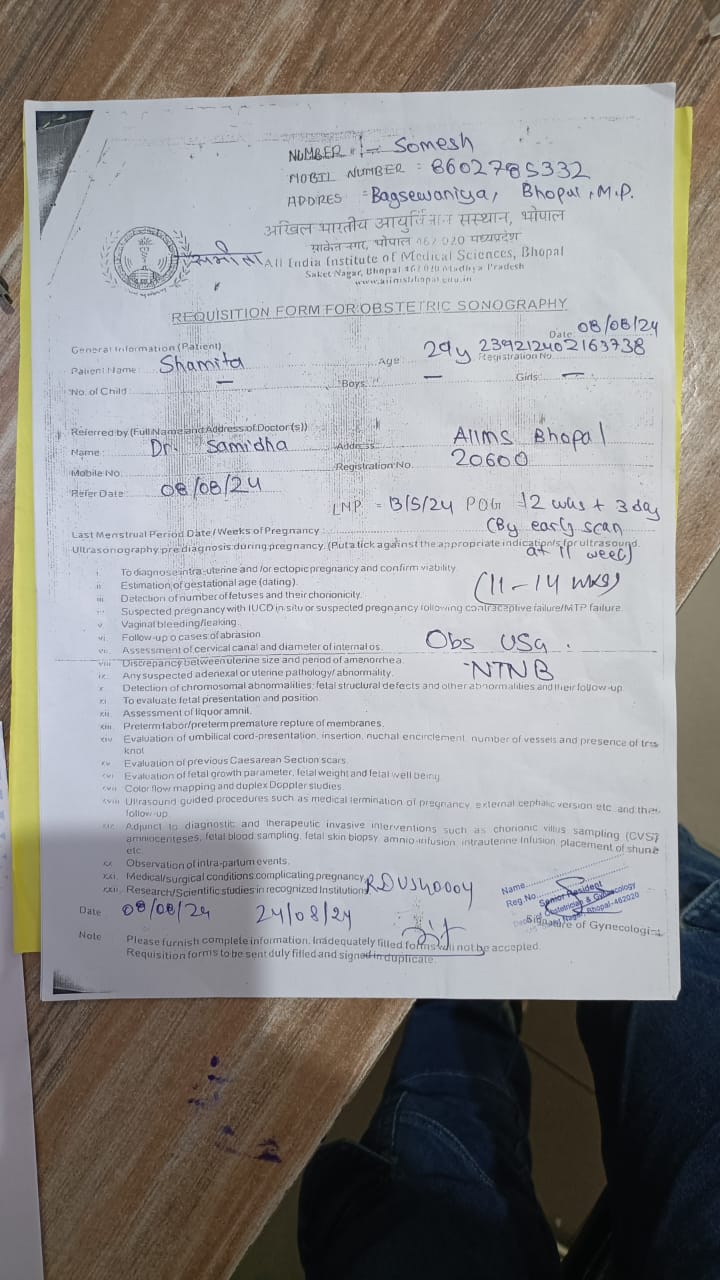 NUMBER :- Somesh
MOBIL NUMBER : 8602785332
ADDRES = Bagsewaniya, Bhopal, M.P.
अखिल भारतीय आयुर्विज्ञान संस्थान, भोपाल
साकेत नगर, भोपाल 462 020 मध्यप्रदेश
All India Institute of Medical Sciences, Bhopal
Saket Nagar, Bhopal 462 020 Madhya Pradesh
www.aiimsbhopal.edu.in
REQUISITION FORM FOR OBSTETRIC SONOGRAPHY
Date 08/08/24
General Information (Patient)
Patient Name: Shamita Age: 29y Registration No. 239212402163738
No. of Child: – Boys: – Girls: –
Referred by (Full Name and Address of Doctor (s))
Name: Dr. Samidha Address: AIIMS Bhopal
Mobile No. Registration No. 20600
Refer Date: 08/08/24
LMP = 13/5/24 POG 12 wks + 3 day
Last Menstrual Period Date / Weeks of Pregnancy : (By early scan
Ultrasonography pre diagnosis during pregnancy. (Put a tick against the appropriate indication/s for ultrasound.
at 11 week)
i. To diagnose intra-uterine and /or ectopic pregnancy and confirm viability.
ii. Estimation of gestational age (dating). (11-14 wks)
iii. Detection of number of fetuses and their chorionicity.
iv. Suspected pregnancy with IUCD in situ or suspected pregnancy following contraceptive failure/MTP failure.
v. Vaginal bleeding/leaking.
vi. Follow-up o cases of abrasion.
vii. Assessment of cervical canal and diameter of internal os. Obs USG.
viii. Discrepancy between uterine size and period of amenorrhea.
ix. Any suspected adenexal or uterine pathology/ abnormality. - NTNB
x. Detection of chromosomal abnormalities; fetal structural defects and other abnormalities and their follow-up.
xi. To evaluate fetal presentation and position.
xii. Assessment of liquor amnil.
xiii. Preterm labor/preterm premature repture of membranes.
xiv. Evaluation of umbilical cord-presentation, insertion, nuchal encirclement, number of vessels and presence of
knot
xv. Evaluation of previous Caesarean Section scars.
xvi. Evaluation of fetal growth parameter, fetal weight and fetal well being
xvii. Color flow mapping and duplex Doppler studies.
xviii. Ultrasound guided procedures such as medical termination of pregnancy, external cephalic version etc. and
follow-up.
xix. Adjunct to diagnostic and therapeutic invasive interventions such as chorionic villus sampling (CVS)
amniocenteses, fetal blood sampling, fetal skin biopsy, amnio-infusion, intrauterine Infusion placement of shune
etc.
xx. Observation of intra-partum events.
xxi. Medical/surgical conditions complicating pregnancy.
xxii. Research/Scientific studies in recognized Institution
Name....
Reg No....
Senior Resident
Obstetrics & Gynecology
Bhopal-462020
Date 08/08/24 24/08/24 Signature of Gynecologist
Note Please furnish complete information. Inadequately filled forms will not be accepted.
Requisition forms to be sent duly filled and signed in duplicate.